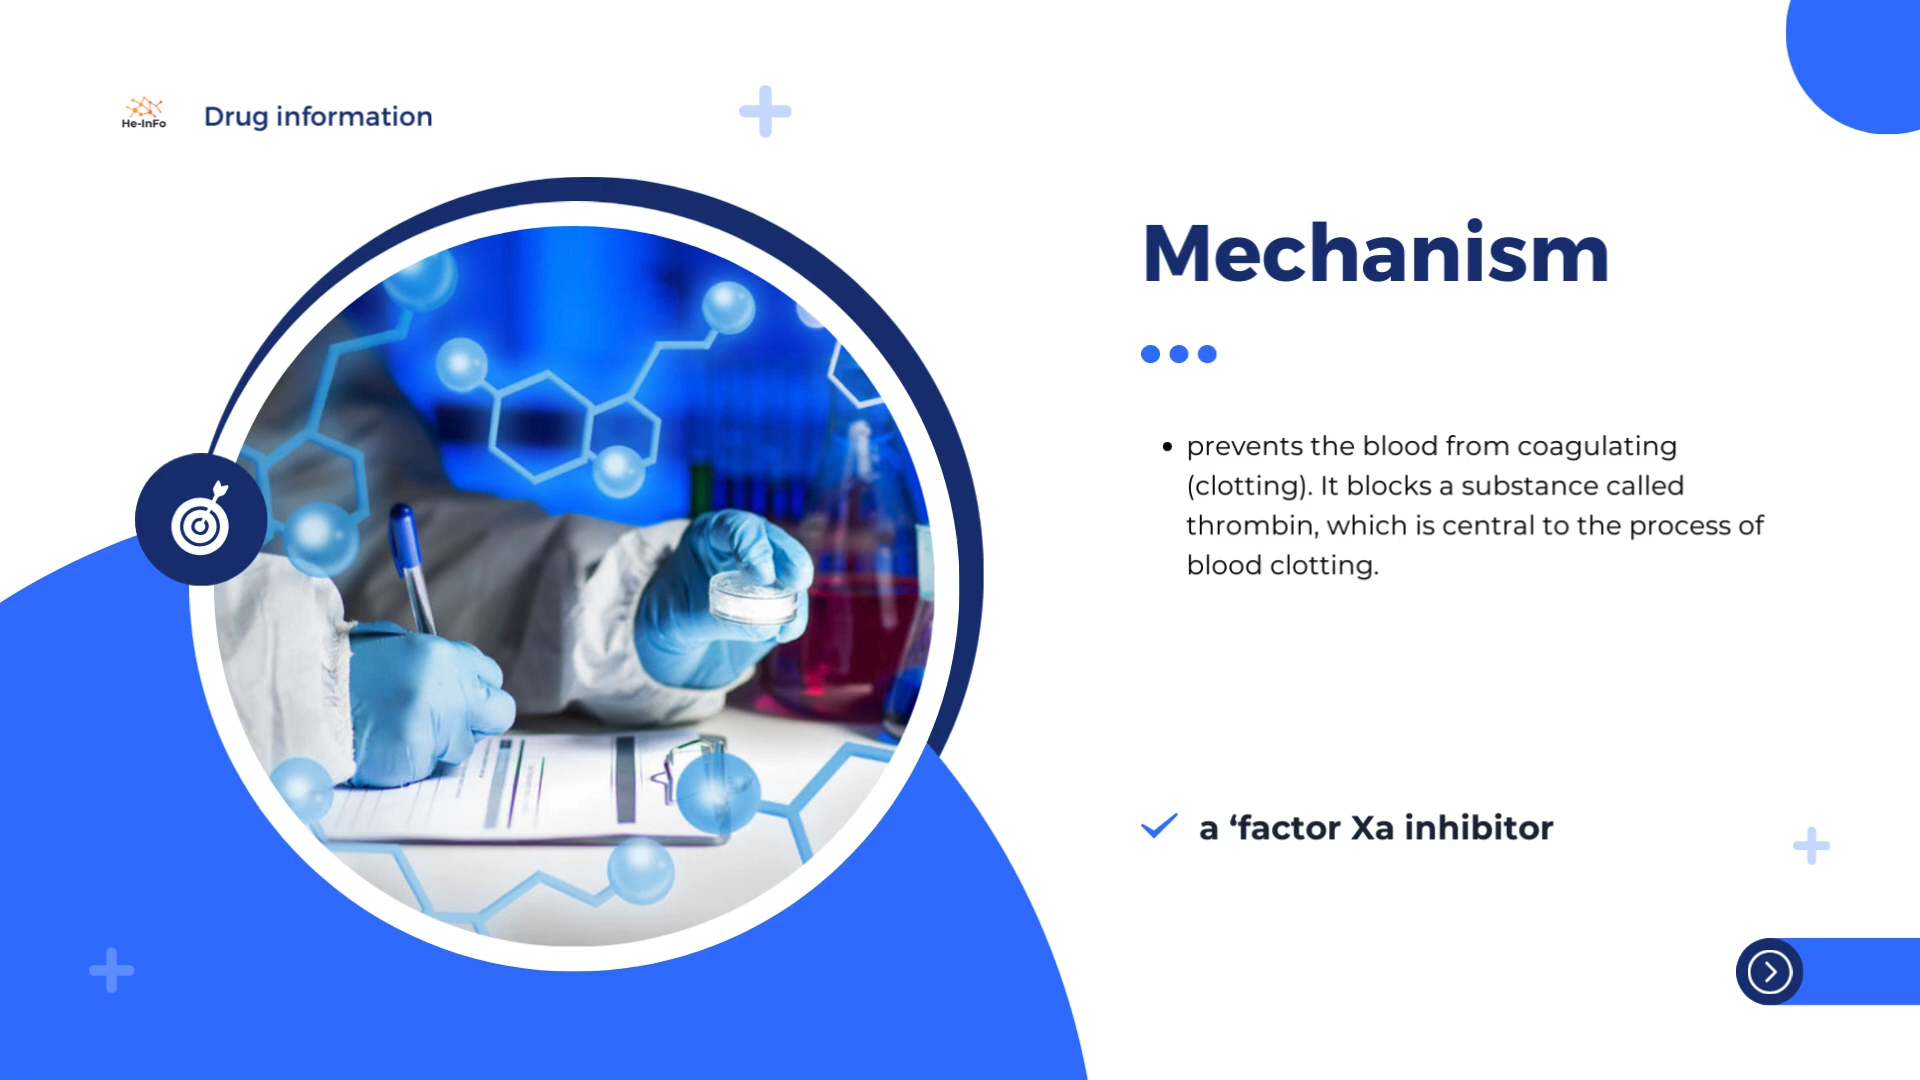 He-InFo
Drug information
Mechanism
• prevents the blood from coagulating
(clotting). It blocks a substance called
thrombin, which is central to the process of
blood clotting.
a ‘factor Xa inhibitor